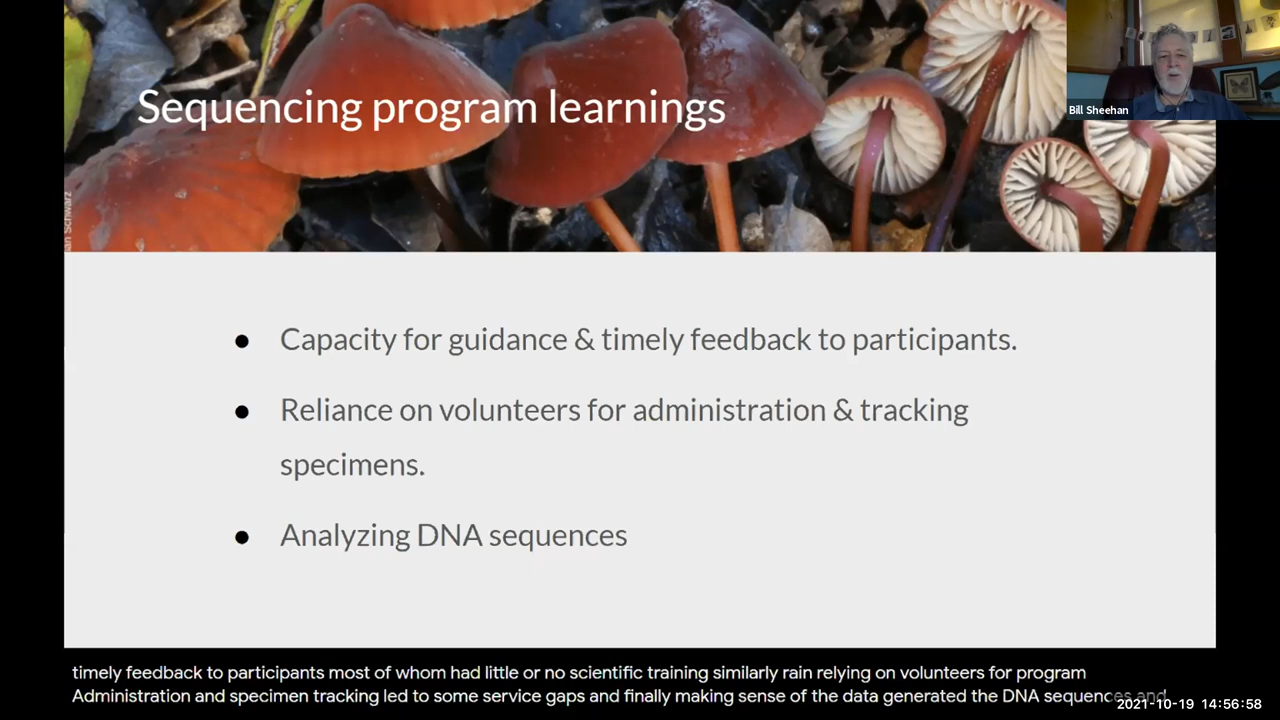 Sequencing program learnings
Bill Sheehan
● Capacity for guidance & timely feedback to participants.
● Reliance on volunteers for administration & tracking
specimens.
● Analyzing DNA sequences
timely feedback to participants most of whom had little or no scientific training similarly rain relying on volunteers for program
Administration and specimen tracking led to some service gaps and finally making sense of the data generated the DNA sequences and
2021-10-19 14:56:58